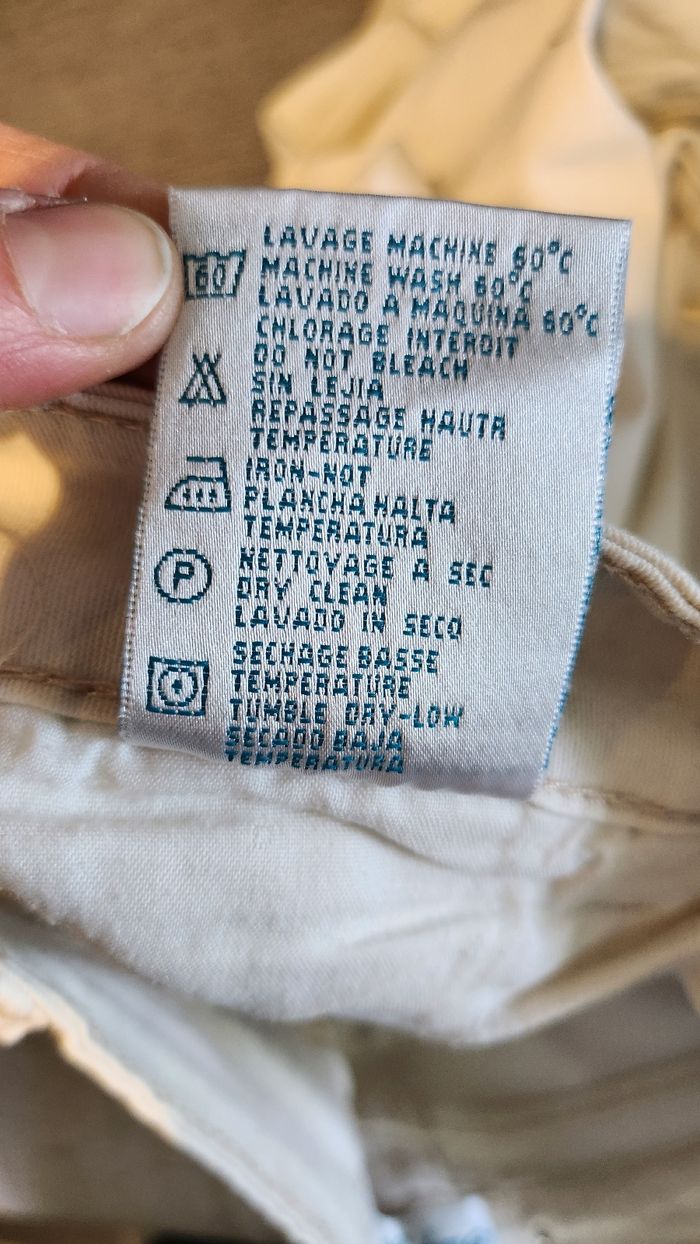 LAVAGE MACHINE 60°C
60
MACHINE WASH 60°C
LAVADO A MAQUINA 60°C
CHLORAGE INTERDIT
DO NOT BLEACH
SIN LEJIA
REPASSAGE HAUTR
TEMPERATURE
IRON-NOT
PLANCHA HALTA
TEMPERATURA
P
NETTOYAGE A SEC
DRY CLEAN
LAVADO IN SECO
SECHAGE BASSE
TEMPERATURE
TUMBLE DRY-LOW
SECADO BAJA
TEMPERATURA